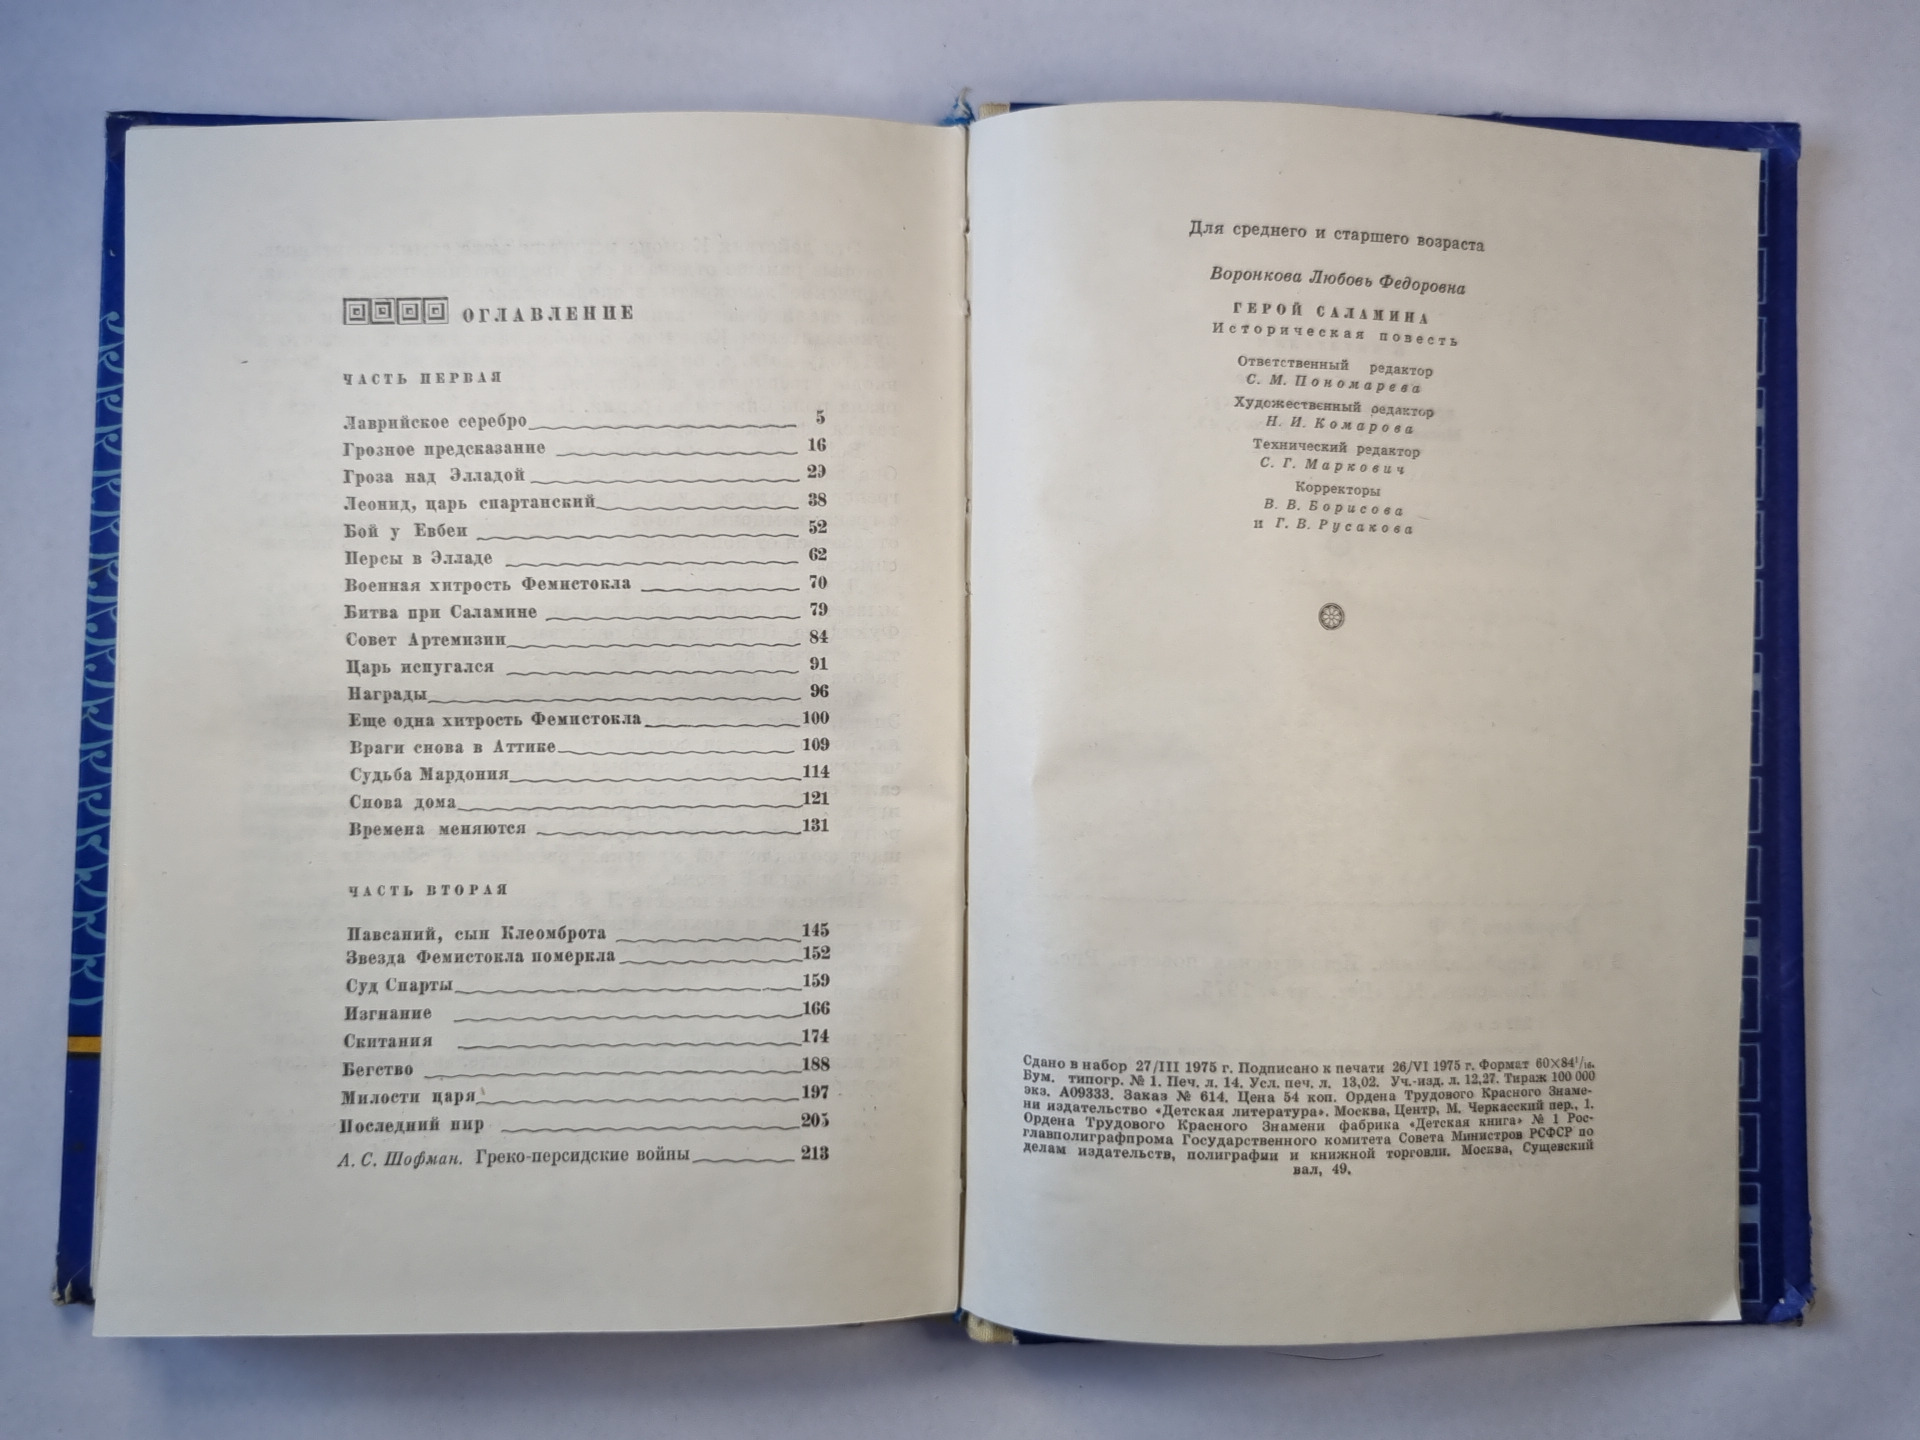 ОГЛАВЛЕНИЕ
ЧАСТЬ ПЕРВАЯ
Лаврийское серебро 5
Грозное предсказание 16
Гроза над Элладой 29
Леонид, царь спартанский 38
Бой у Евбеи 52
Персы в Элладе 62
Военная хитрость Фемистокла 70
Битва при Саламине 79
Совет Артемизии 84
Царь испугался 91
Награды 96
Еще одна хитрость Фемистокла 100
Враги снова в Аттике 109
Судьба Мардония 114
Снова дома 121
Времена меняются 131
ЧАСТЬ ВТОРАЯ
Павсаний, сын Клеомброта 145
Звезда Фемистокла померкла 152
Суд Спарты 159
Изгнание 166
Скитания 174
Бегство 188
Милости царя 197
Последний пир 205
А. С. Шофман. Греко-персидские войны 213
Для среднего и старшего возраста
Воронкова Любовь Федоровна
ГЕРОЙ САЛАМИНА
Историческая повесть
Ответственный редактор
С. М. Пономарева
Художественный редактор
Н. И. Комарова
Технический редактор
С. Г. Маркович
Корректоры
В. В. Борисова
и Г. В. Русакова
Сдано в набор 27/III 1975 г. Подписано к печати 26/VI 1975 г. Формат 60×84¹/₁₆.
Бум. типогр. № 1. Печ. л. 14. Усл. печ. л. 13,02. Уч.-изд. л. 12,27. Тираж 100 000
экз. А09333. Заказ № 614. Цена 54 коп. Ордена Трудового Красного Знаме-
ни издательство «Детская литература». Москва, Центр, М. Черкасский пер., 1.
Ордена Трудового Красного Знамени фабрика «Детская книга» № 1 Рос-
главполиграфпрома Государственного комитета Совета Министров РСФСР по
делам издательств, полиграфии и книжной торговли. Москва, Сущевский
вал, 49.